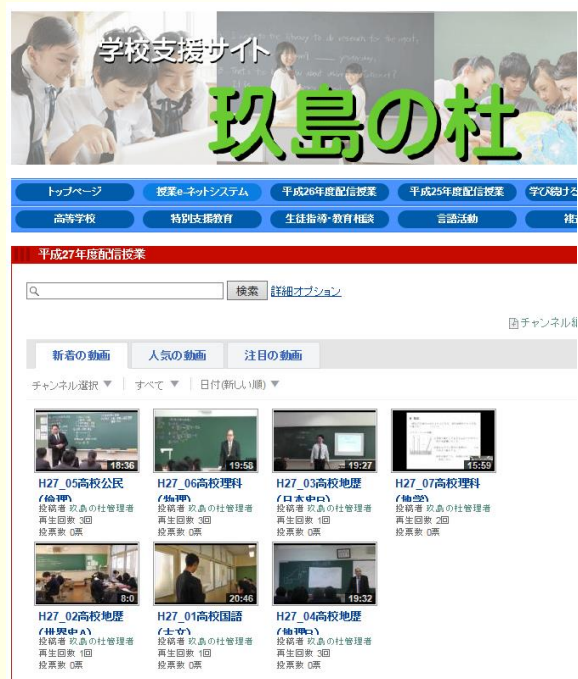 学校支援サイト
玖島の杜
トップページ
授業e-ネットシステム
平成26年度配信授業
平成25年度配信授業
学び続ける
高等学校
特別支援教育
生徒指導・教育相談
言語活動
平成27年度配信授業
検索
詳細オプション
チャンネル
新着の動画
人気の動画
注目の動画
チャンネル選択 ▼
すべて ▼
日付(新しい順) ▼
18:36
19:58
19:27
15:59
H27_05高校公民
(倫理)
投稿者 玖島の杜管理者
再生回数 3回
投票数 0票
H27_06高校理科
(物理)
投稿者 玖島の杜管理者
再生回数 3回
投票数 0票
H27_03高校地歴
(日本史B)
投稿者 玖島の杜管理者
再生回数 1回
投票数 0票
H27_07高校理科
(地学)
投稿者 玖島の杜管理者
再生回数 2回
投票数 0票
8:0
20:46
19:32
H27_02高校地歴
(世界史A)
投稿者 玖島の杜管理者
再生回数 1回
投票数 0票
H27_01高校国語
(古文)
投稿者 玖島の杜管理者
再生回数 1回
投票数 0票
H27_04高校地歴
(地理B)
投稿者 玖島の杜管理者
再生回数 3回
投票数 0票